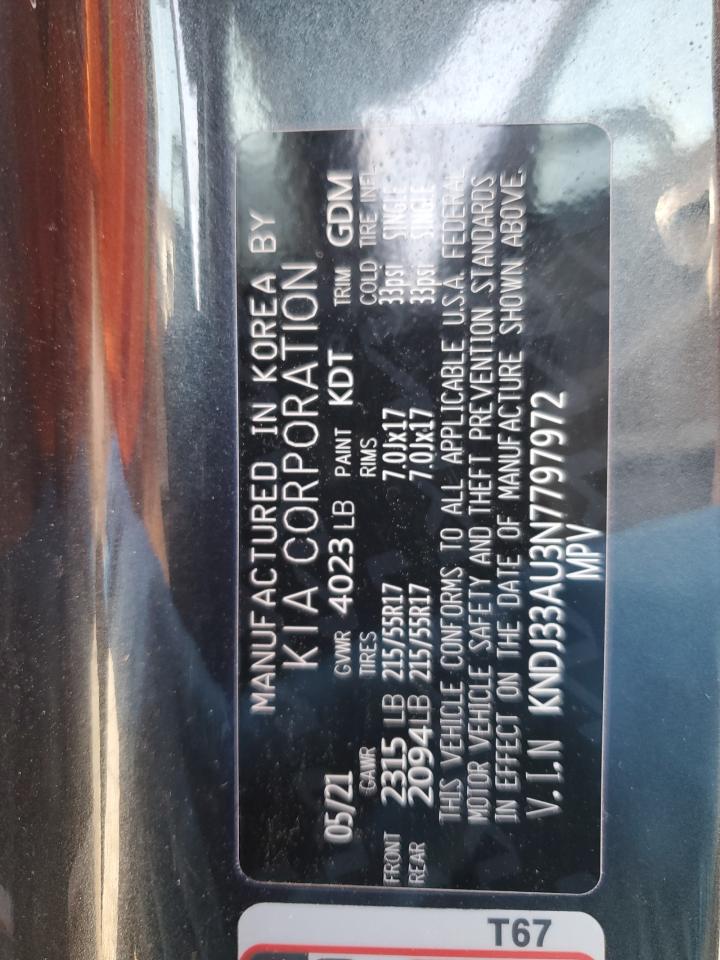 MANUFACTURED IN KOREA BY
KIA CORPORATION
05/21 GVWR 4023 LB PAINT KDT TRIM GDM
GAWR TIRES RIMS COLD TIRE INFL
FRONT 2315 LB 215/55R17 7.0Jx17 33psi SINGLE
REAR 2094LB 215/55R17 7.0Jx17 33psi SINGLE
THIS VEHICLE CONFORMS TO ALL APPLICABLE U.S.A. FEDERAL
MOTOR VEHICLE SAFETY AND THEFT PREVENTION STANDARDS
IN EFFECT ON THE DATE OF MANUFACTURE SHOWN ABOVE.
V.I.N KNDJ33AU3N7797972
MPV
T67